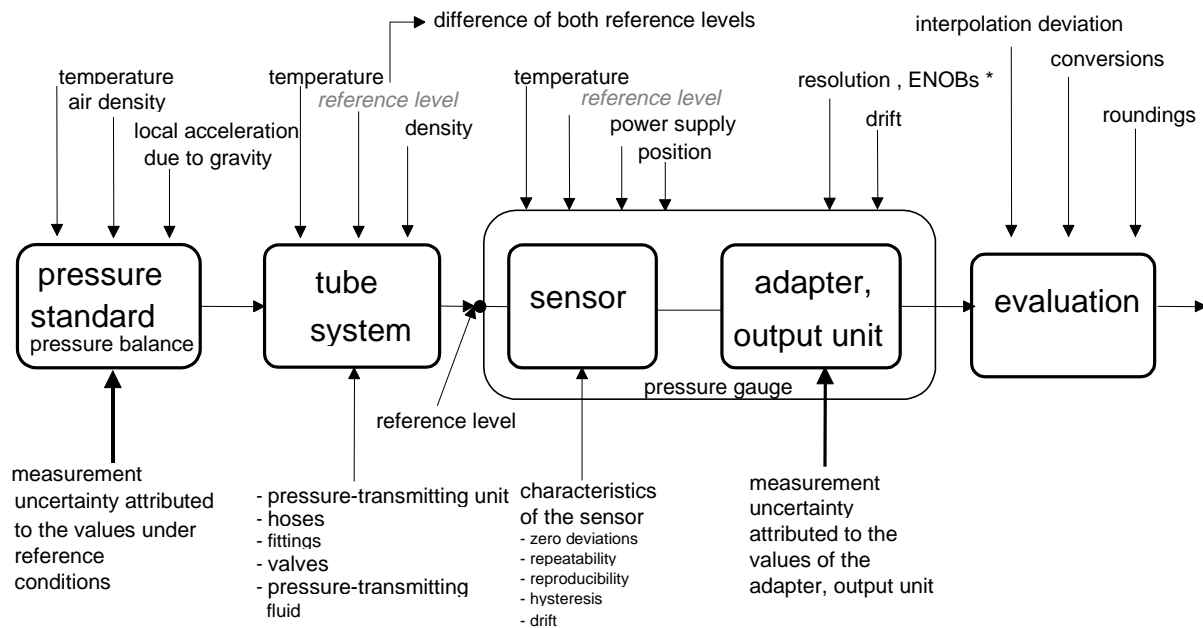 difference of both reference levels
temperature
air density
local acceleration
due to gravity
temperature
reference level
density
temperature
reference level
power supply
position
resolution , ENOBs *
drift
interpolation deviation
conversions
roundings
pressure
standard
pressure balance
tube
system
sensor
adapter,
output unit
pressure gauge
evaluation
reference level
measurement
uncertainty attributed
to the values under
reference
conditions
- pressure-transmitting unit
- hoses
- fittings
- valves
- pressure-transmitting
fluid
characteristics
of the sensor
- zero deviations
- repeatability
- reproducibility
- hysteresis
- drift
measurement
uncertainty
attributed to the
values of the
adapter, output unit